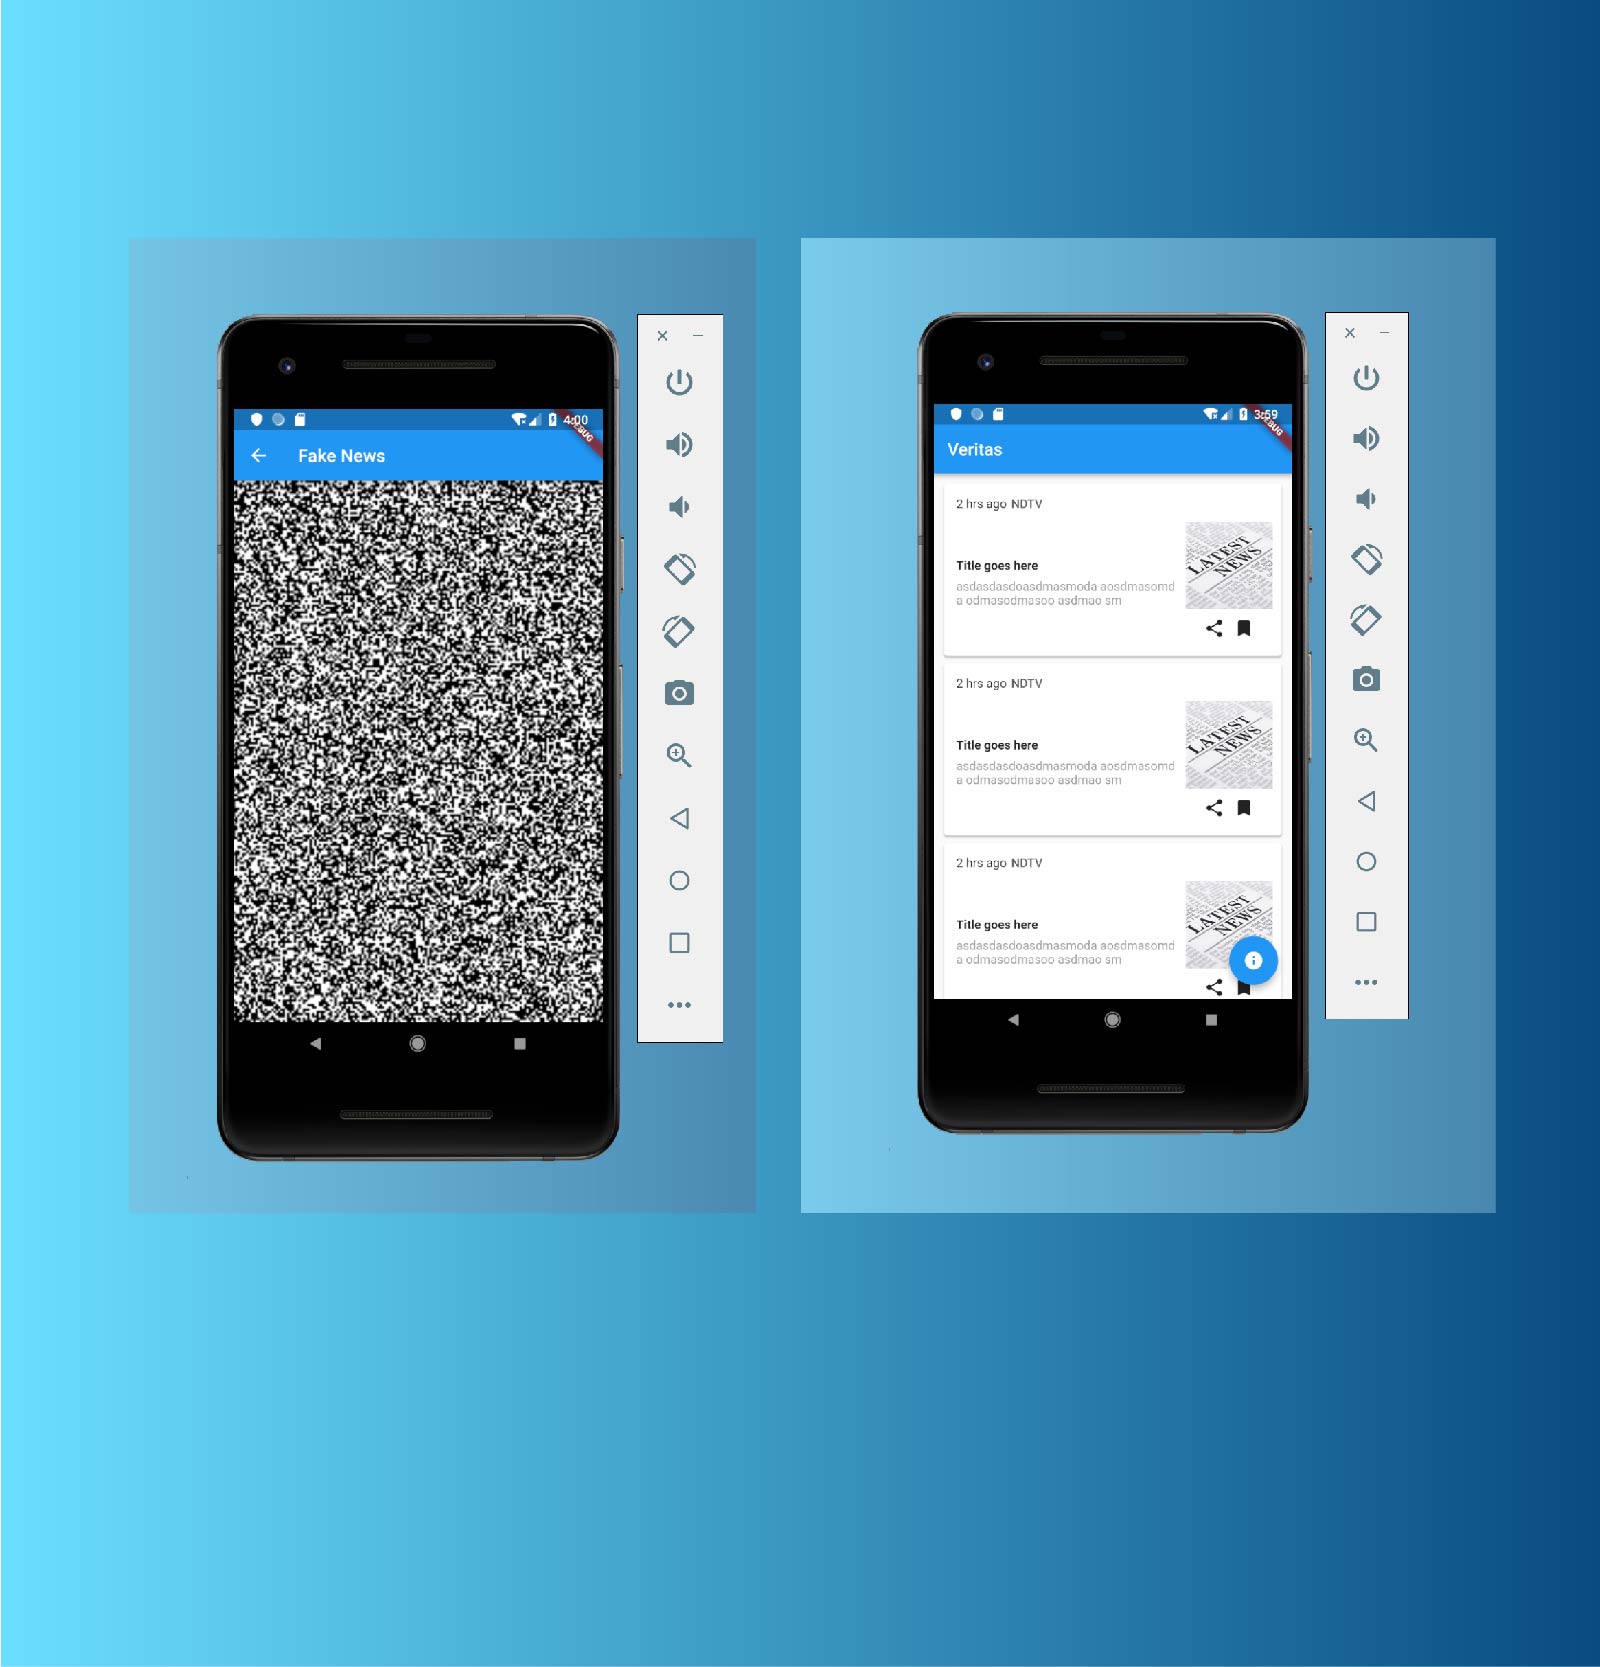 4:00
DEBUG
Fake News
3:59
DEBUG
Veritas
2 hrs ago NDTV
LATEST
NEWS
Title goes here
asdasdasdoasdmasmoda aosdmasomd
a odmasodmasoo asdmao sm
2 hrs ago NDTV
LATEST
NEWS
Title goes here
asdasdasdoasdmasmoda aosdmasomd
a odmasodmasoo asdmao sm
2 hrs ago NDTV
LATEST
NEWS
Title goes here
asdasdasdoasdmasmoda aosdmasomd
a odmasodmasoo asdmao sm